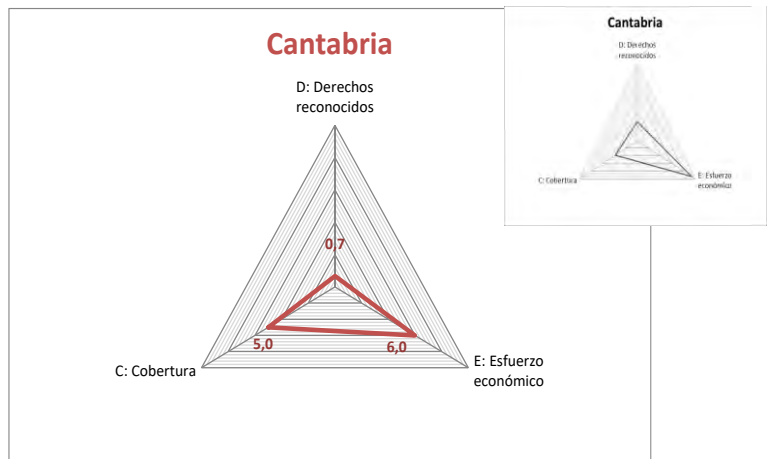 Cantabria
D: Derechos
reconocidos
0,7
5,0
6,0
C: Cobertura
E: Esfuerzo
económico
Cantabria
D: Derechos
reconocidos
C: Cobertura
E: Esfuerzo
económico